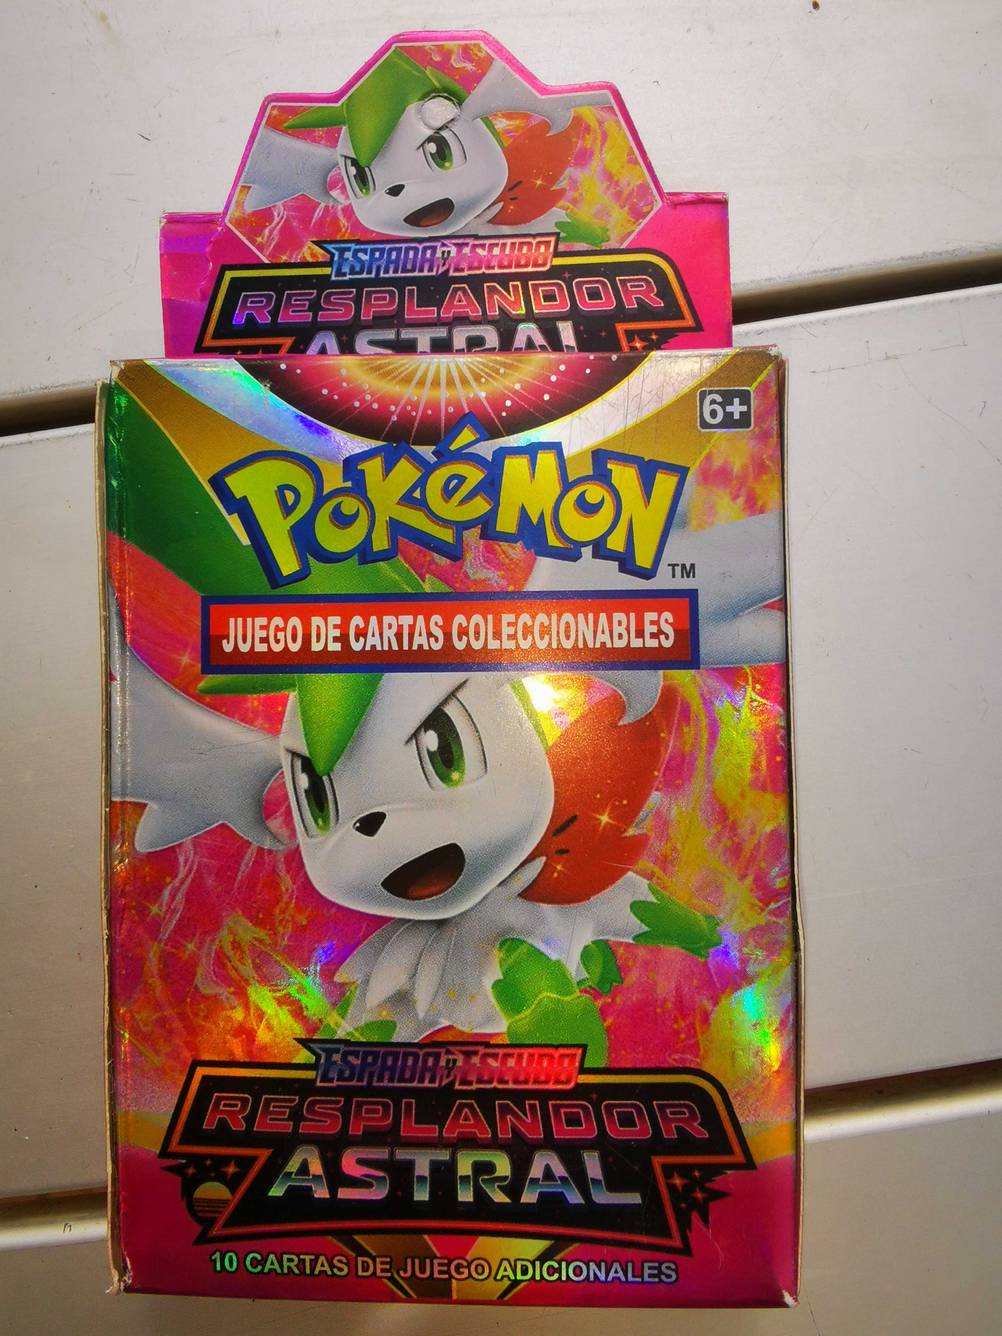 ESPADA Y ESCUDO
RESPLANDOR
ASTRAL
6+
POKÉMON
TM
JUEGO DE CARTAS COLECCIONABLES
ESPADA Y ESCUDO
RESPLANDOR
ASTRAL
10 CARTAS DE JUEGO ADICIONALES